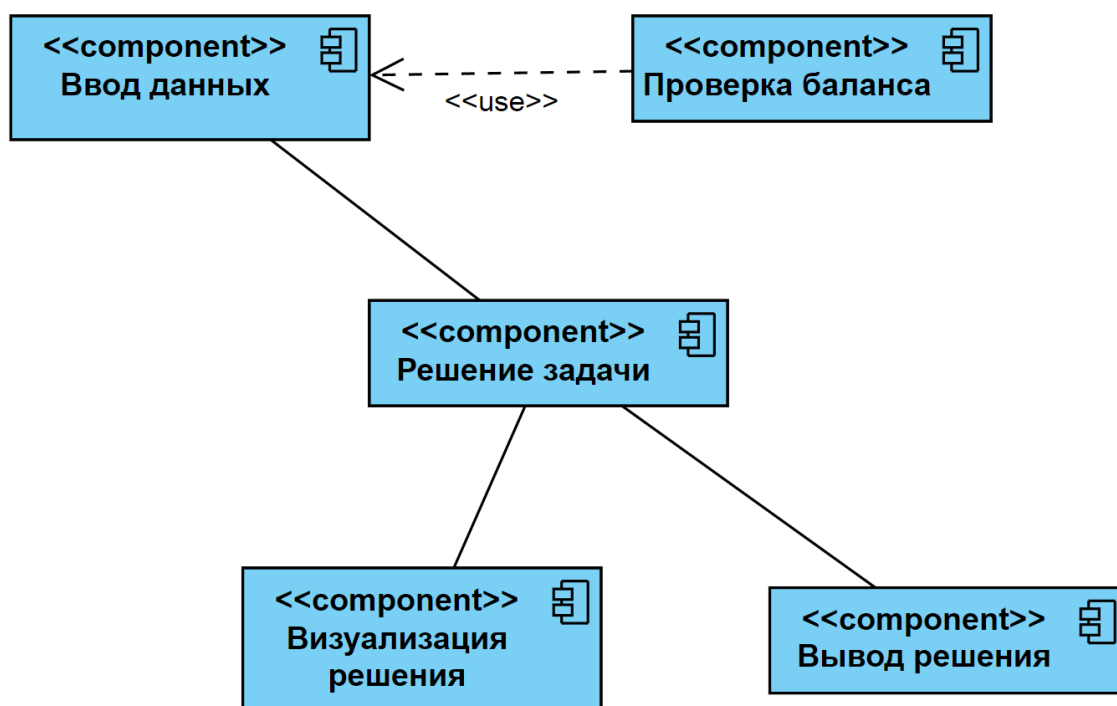 <<component>>
Ввод данных
<<component>>
Проверка баланса
<<use>>
<<component>>
Решение задачи
<<component>>
Визуализация
решения
<<component>>
Вывод решения